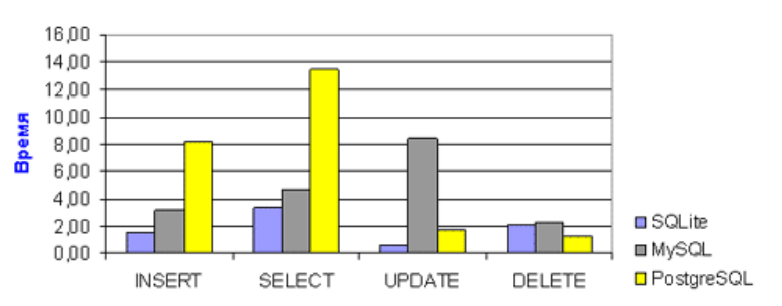 16,00
14,00
12,00
10,00
8,00
6,00
4,00
2,00
0,00
Время
INSERT SELECT UPDATE DELETE
SQLite
MySQL
PostgreSQL